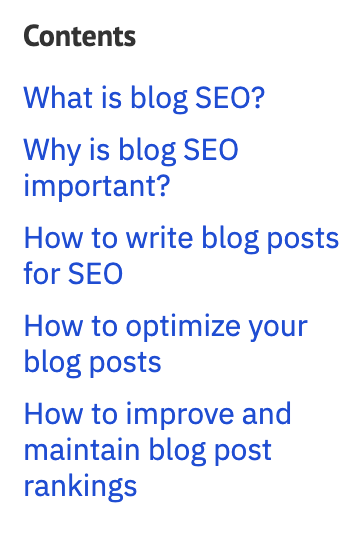 Contents
What is blog SEO?
Why is blog SEO
important?
How to write blog posts
for SEO
How to optimize your
blog posts
How to improve and
maintain blog post
rankings